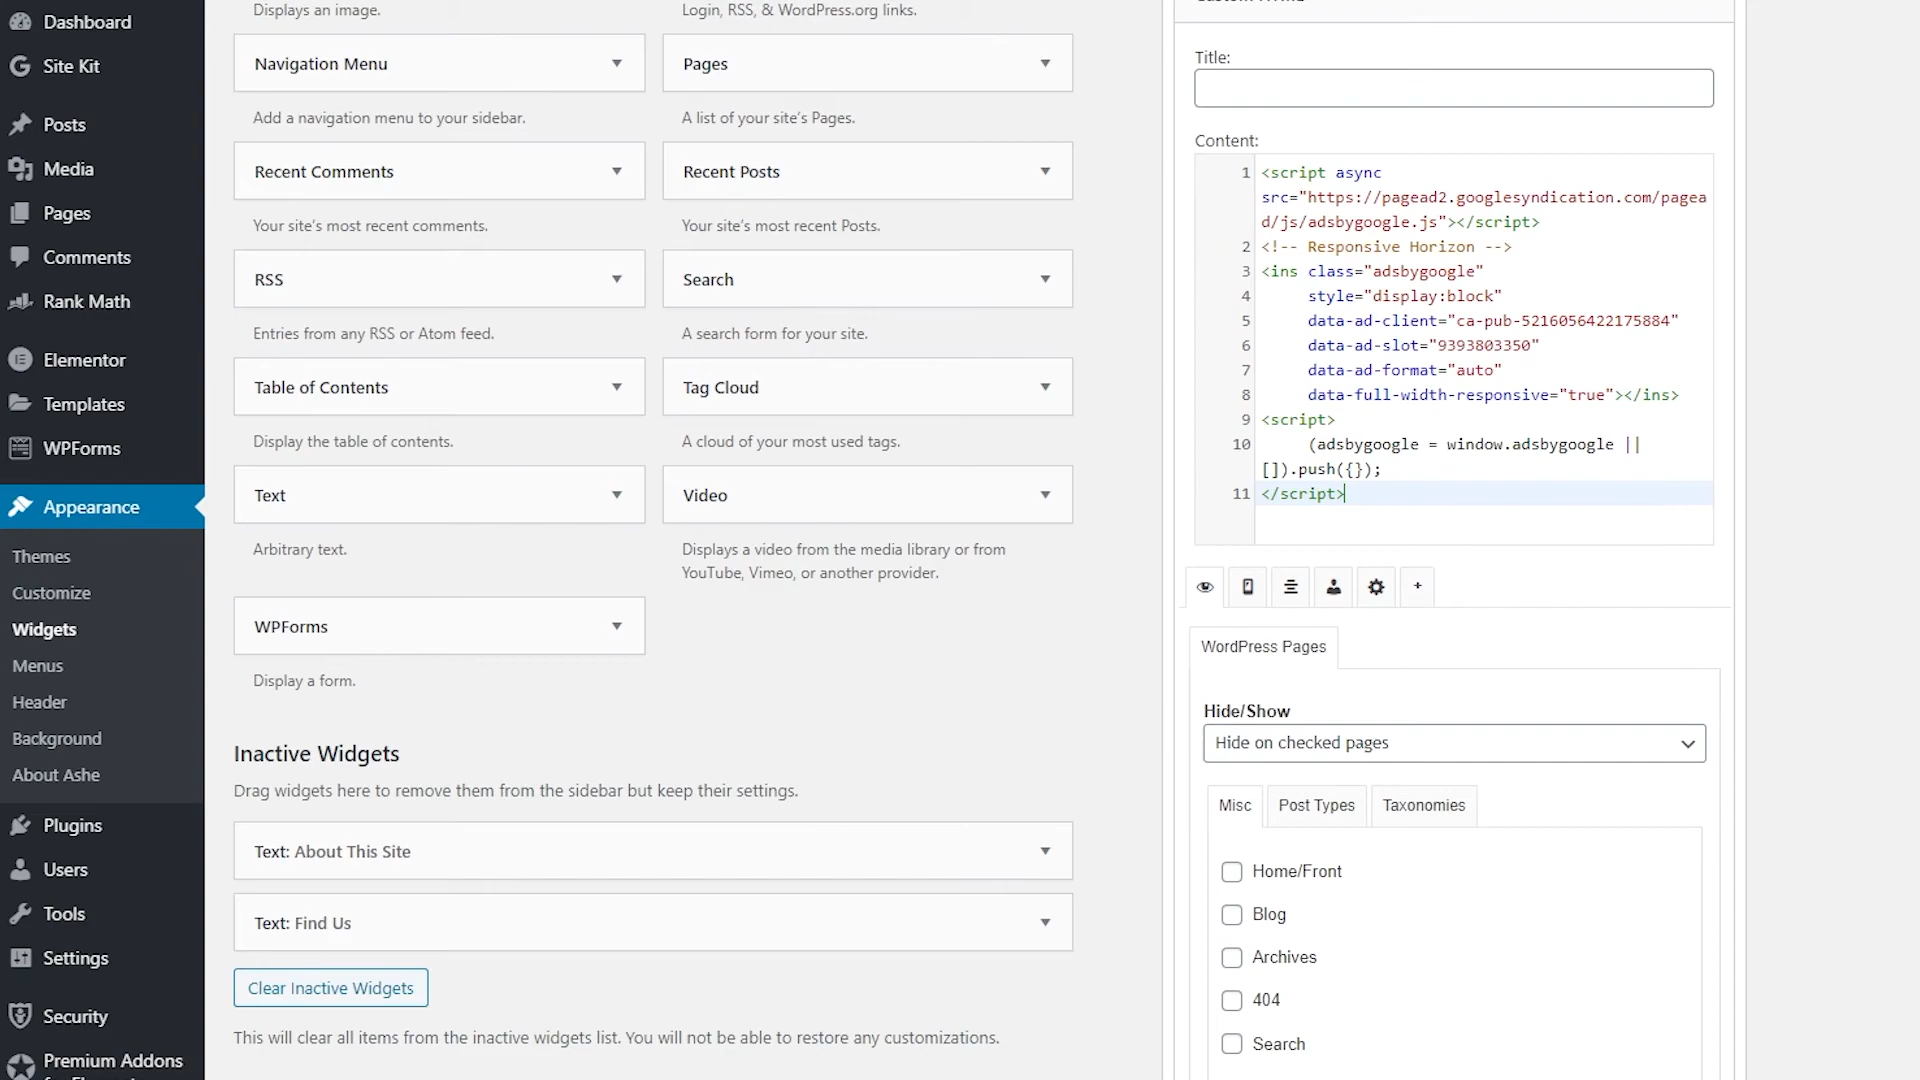 Dashboard
Site Kit
Posts
Media
Pages
Comments
Rank Math
Elementor
Templates
WPForms
Appearance
Themes
Customize
Widgets
Menus
Header
Background
About Ashe
Plugins
Users
Tools
Settings
Security
Premium Addons
Displays an image.
Login, RSS, & WordPress.org links.
Navigation Menu
Pages
Add a navigation menu to your sidebar.
A list of your site's Pages.
Recent Comments
Recent Posts
Your site's most recent comments.
Your site's most recent Posts.
RSS
Search
Entries from any RSS or Atom feed.
A search form for your site.
Table of Contents
Tag Cloud
Display the table of contents.
A cloud of your most used tags.
Text
Video
Arbitrary text.
Displays a video from the media library or from
YouTube, Vimeo, or another provider.
WPForms
Display a form.
Inactive Widgets
Drag widgets here to remove them from the sidebar but keep their settings.
Text: About This Site
Text: Find Us
Clear Inactive Widgets
This will clear all items from the inactive widgets list. You will not be able to restore any customizations.
Title:
Content:
1 <script async
src="https://pagead2.googlesyndication.com/pagea
d/js/adsbygoogle.js"></script>
2 <!-- Responsive Horizon -->
3 <ins class="adsbygoogle"
4 style="display:block"
5 data-ad-client="ca-pub-5216056422175884"
6 data-ad-slot="9393803350"
7 data-ad-format="auto"
8 data-full-width-responsive="true"></ins>
9 <script>
10 (adsbygoogle = window.adsbygoogle ||
[]).push({});
11 </script>
WordPress Pages
Hide/Show
Hide on checked pages
Misc
Post Types
Taxonomies
Home/Front
Blog
Archives
404
Search